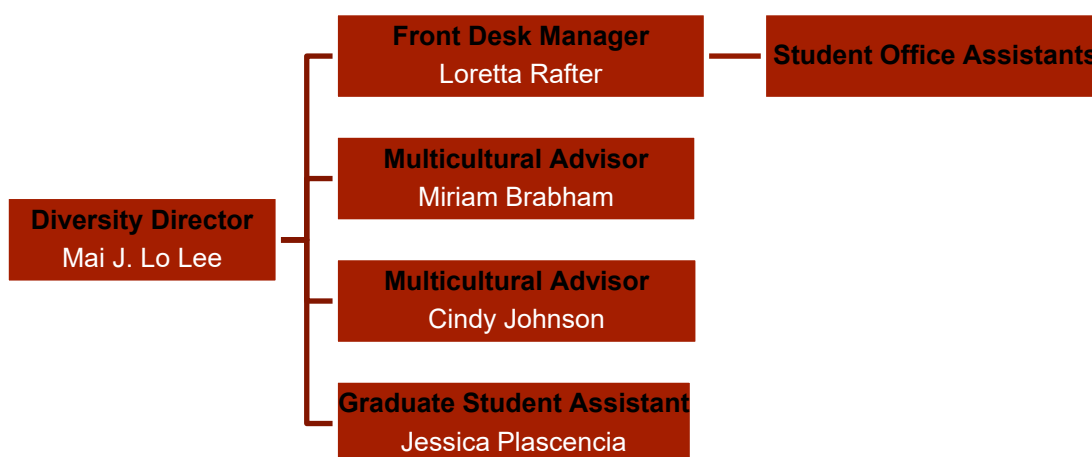 Front Desk Manager
Loretta Rafter
Student Office Assistants
Multicultural Advisor
Miriam Brabham
Diversity Director
Mai J. Lo Lee
Multicultural Advisor
Cindy Johnson
Graduate Student Assistant
Jessica Plascencia